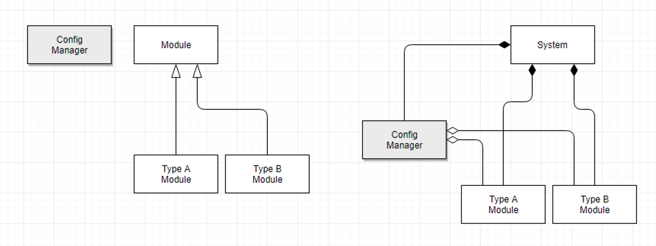 Config
Manager
Module
System
Config
Manager
Type A
Module
Type B
Module
Type A
Module
Type B
Module